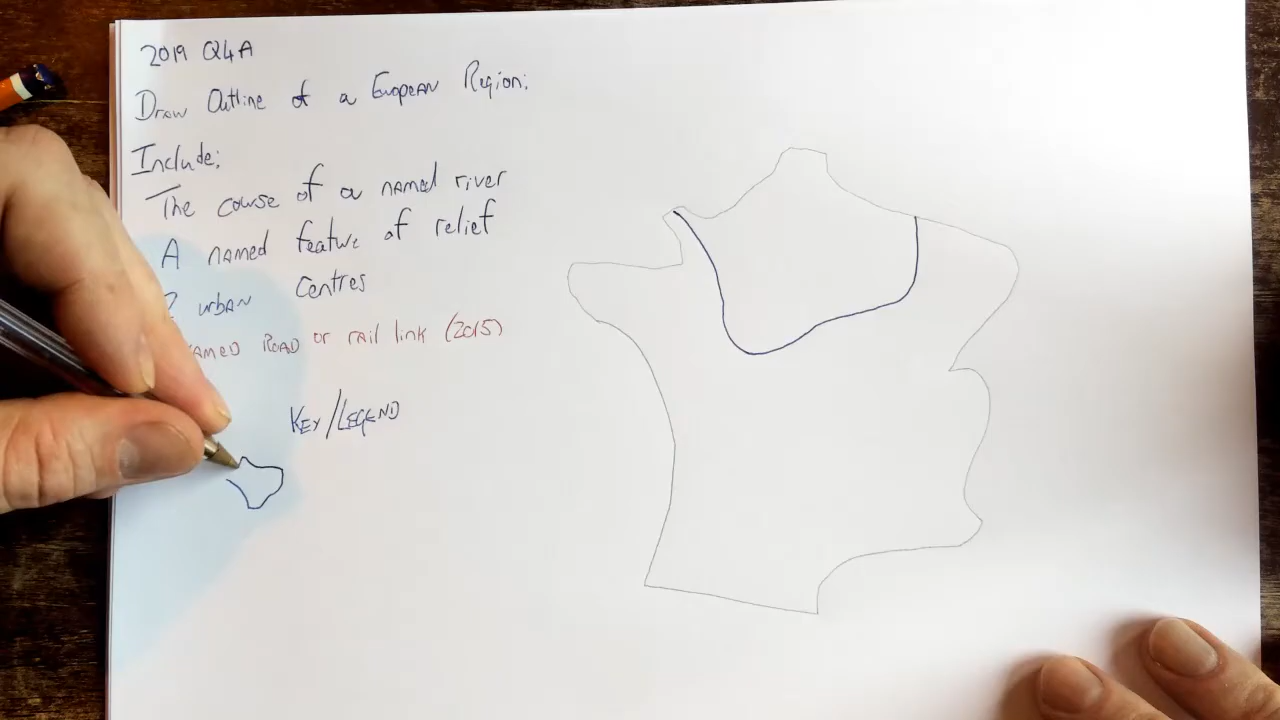 2019 Q4A
Draw Outline of a European Region:
Include:
The course of a named river
A named feature of relief
2 urban centres
NAMED ROAD or rail link (2015)
KEY/LEGEND